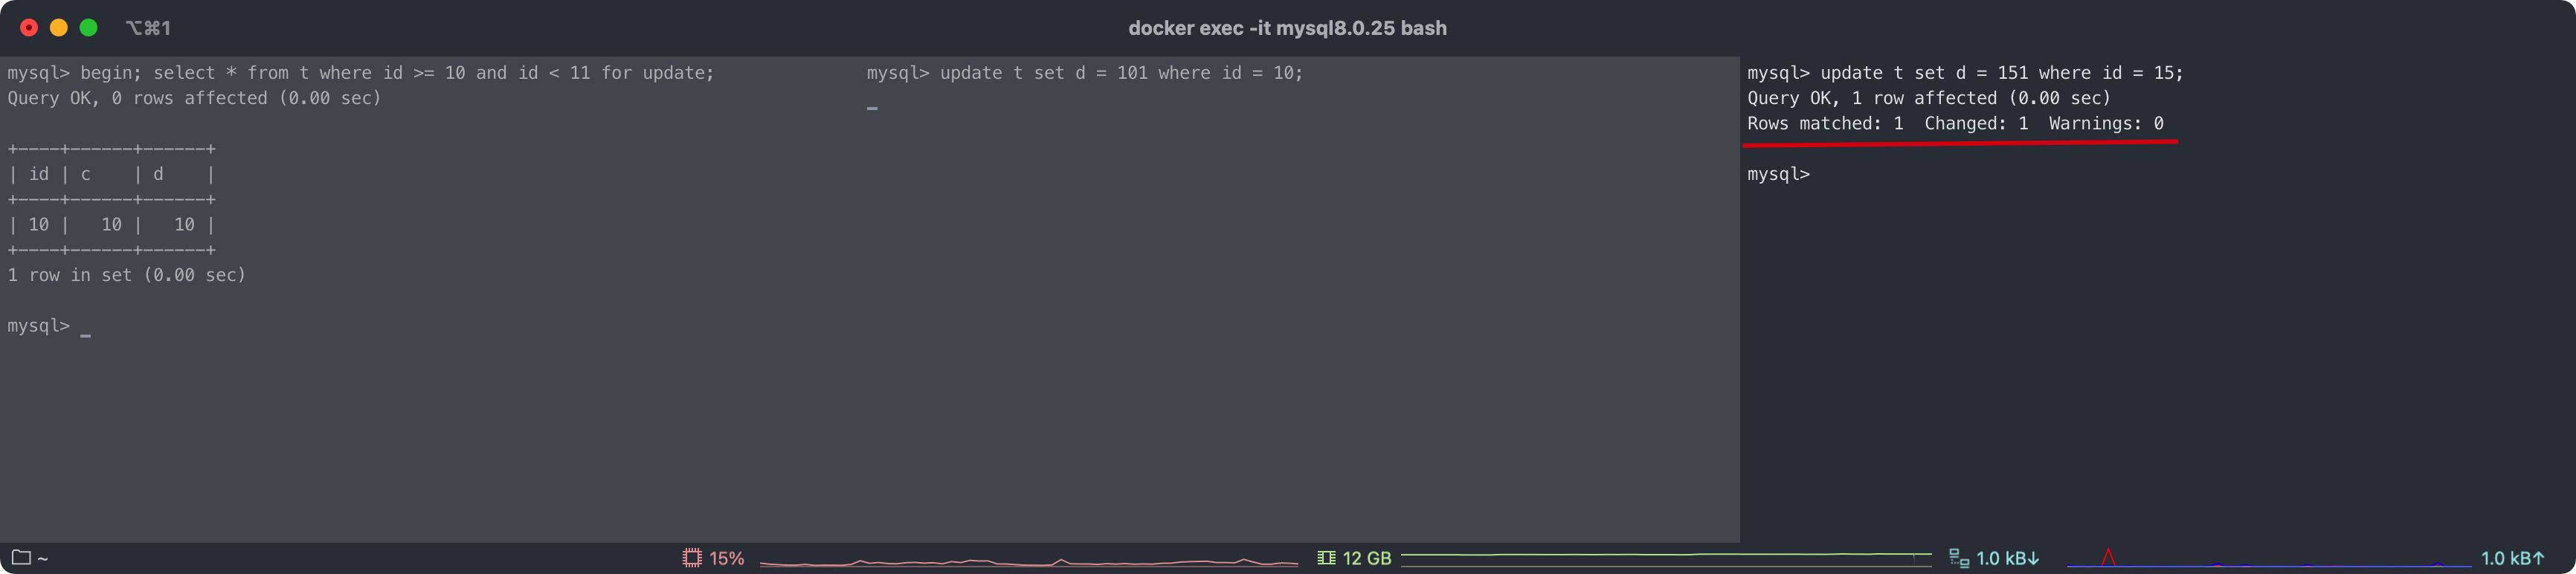 ⌥⌘1
docker exec -it mysql8.0.25 bash
mysql> begin; select * from t where id >= 10 and id < 11 for update;
Query OK, 0 rows affected (0.00 sec)
+----+------+------+
| id | c    | d    |
+----+------+------+
| 10 |   10 |   10 |
+----+------+------+
1 row in set (0.00 sec)
mysql> _
mysql> update t set d = 101 where id = 10;
_
mysql> update t set d = 151 where id = 15;
Query OK, 1 row affected (0.00 sec)
Rows matched: 1  Changed: 1  Warnings: 0
mysql>
~
15%
12 GB
1.0 kB↓
1.0 kB↑